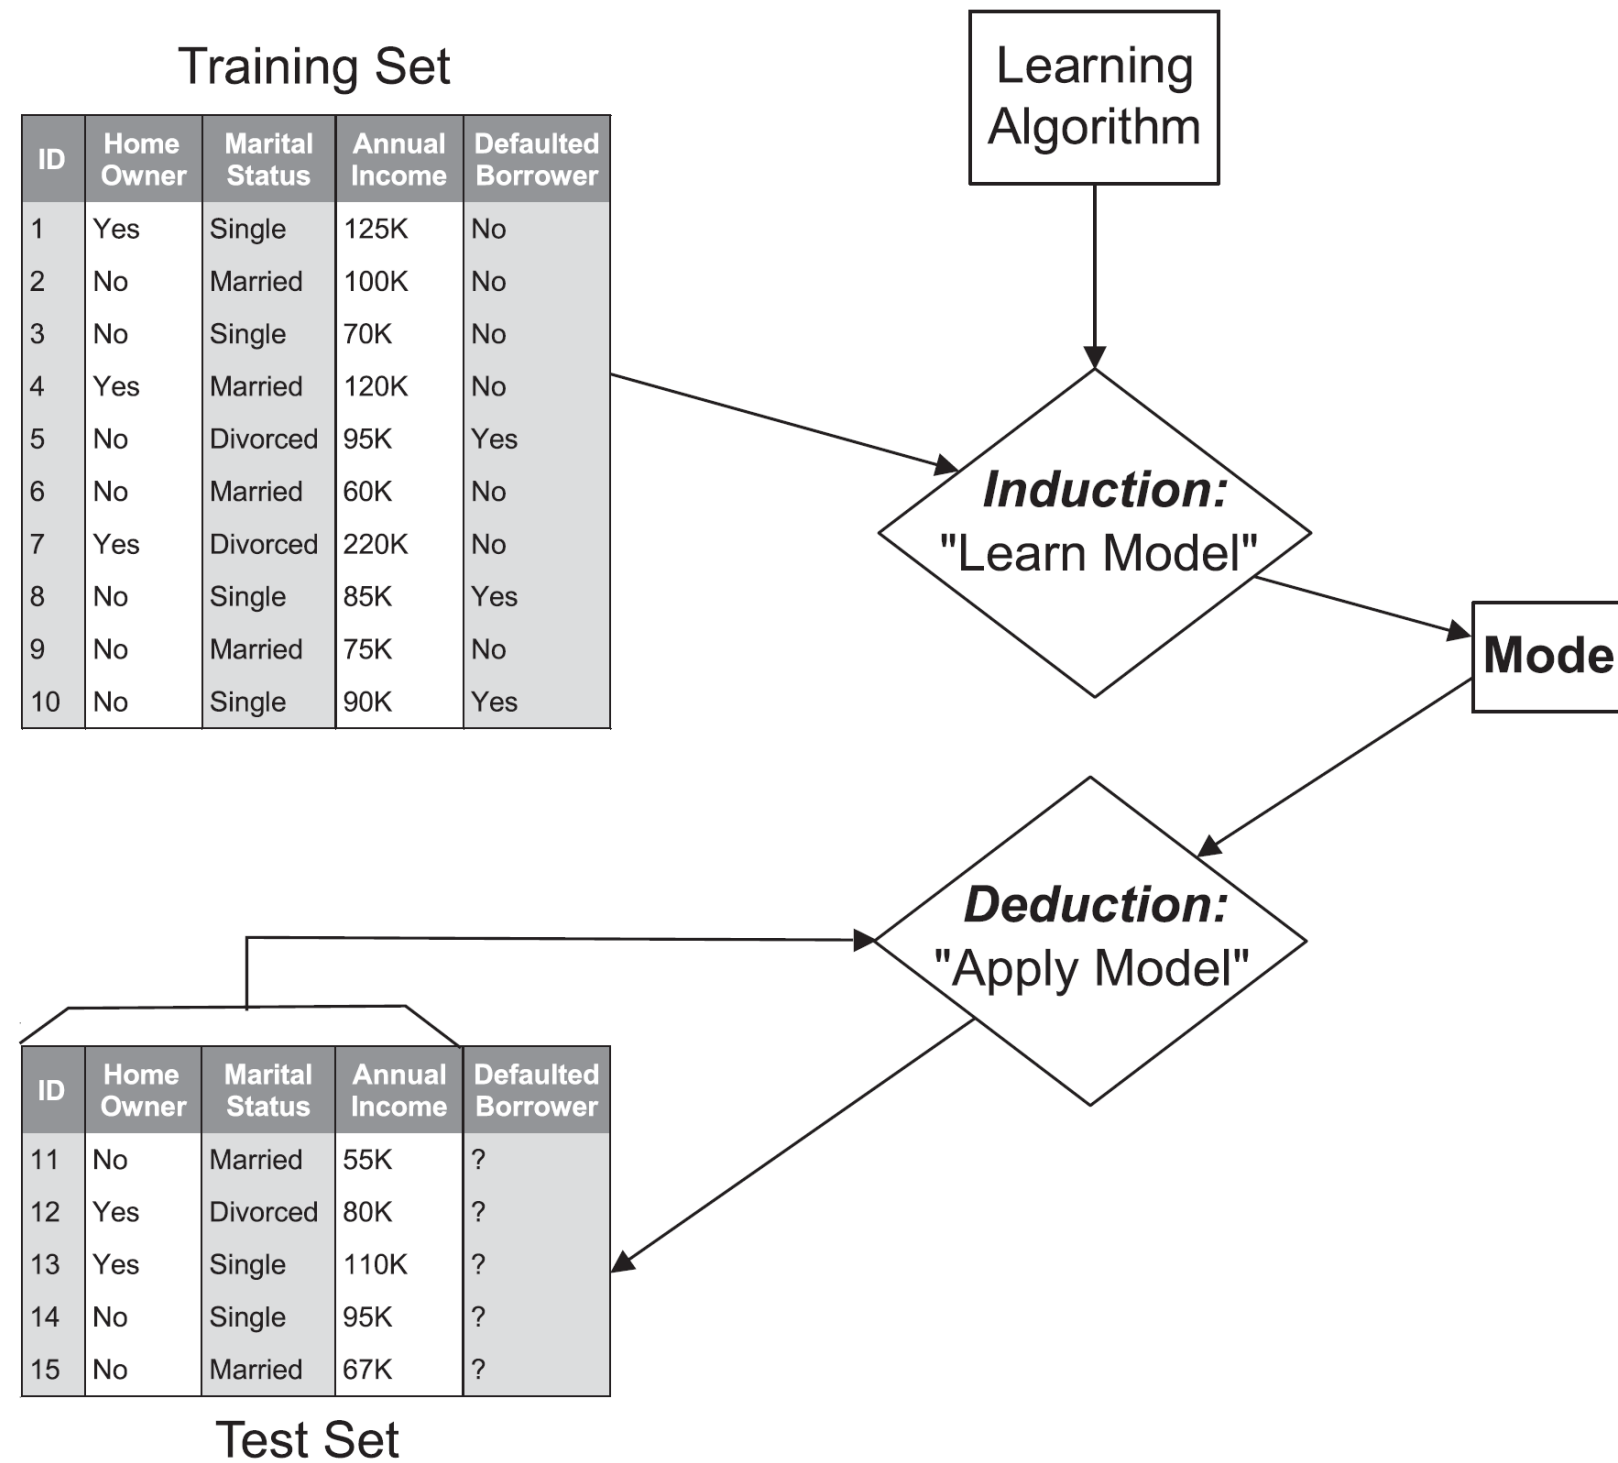 Training Set
ID Home Owner Marital Status Annual Income Defaulted Borrower
1 Yes Single 125K No
2 No Married 100K No
3 No Single 70K No
4 Yes Married 120K No
5 No Divorced 95K Yes
6 No Married 60K No
7 Yes Divorced 220K No
8 No Single 85K Yes
9 No Married 75K No
10 No Single 90K Yes
Learning
Algorithm
Induction:
"Learn Model"
Mode
Deduction:
"Apply Model"
ID Home Owner Marital Status Annual Income Defaulted Borrower
11 No Married 55K ?
12 Yes Divorced 80K ?
13 Yes Single 110K ?
14 No Single 95K ?
15 No Married 67K ?
Test Set